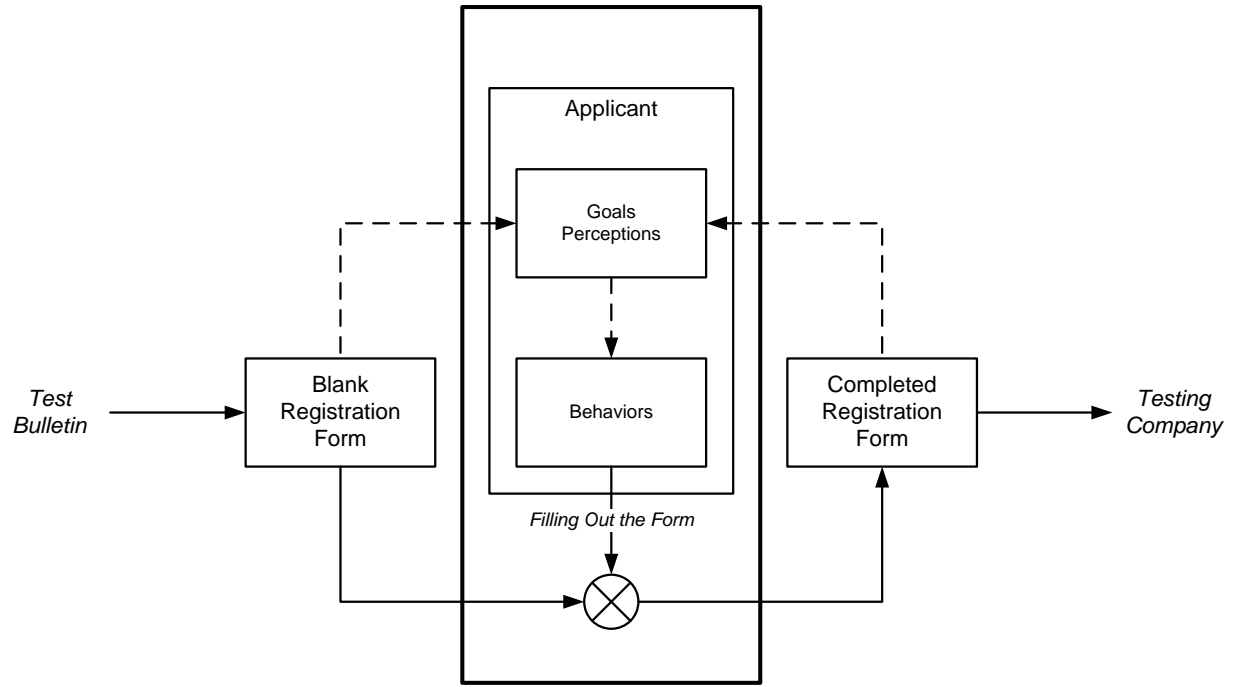 Applicant
Goals
Perceptions
Test
Bulletin
Blank
Registration
Form
Behaviors
Completed
Registration
Form
Testing
Company
Filling Out the Form